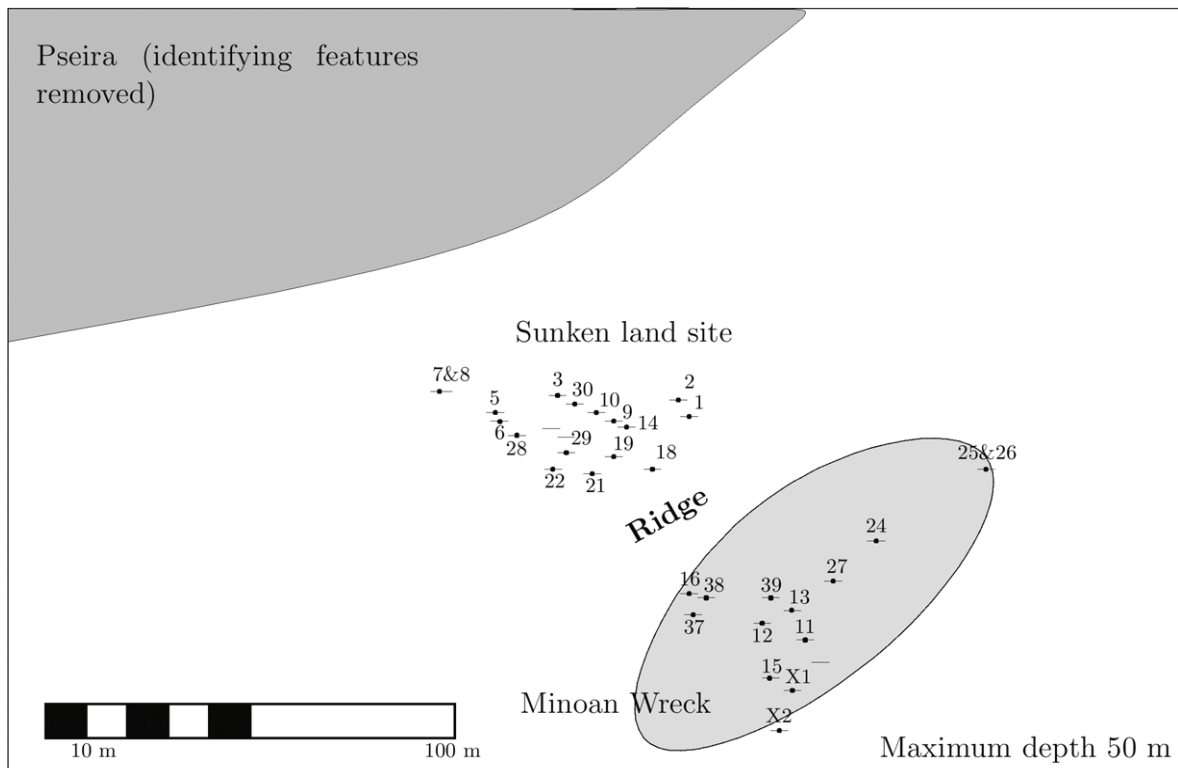 Pseira (identifying features
removed)
Sunken land site
7&8
3
30
2
5
10
1
9
14
6
28
29
19
18
22
21
25&26
Ridge
24
27
16
38
39
13
37
12
11
15
X1
Minoan Wreck
X2
10 m
100 m
Maximum depth 50 m